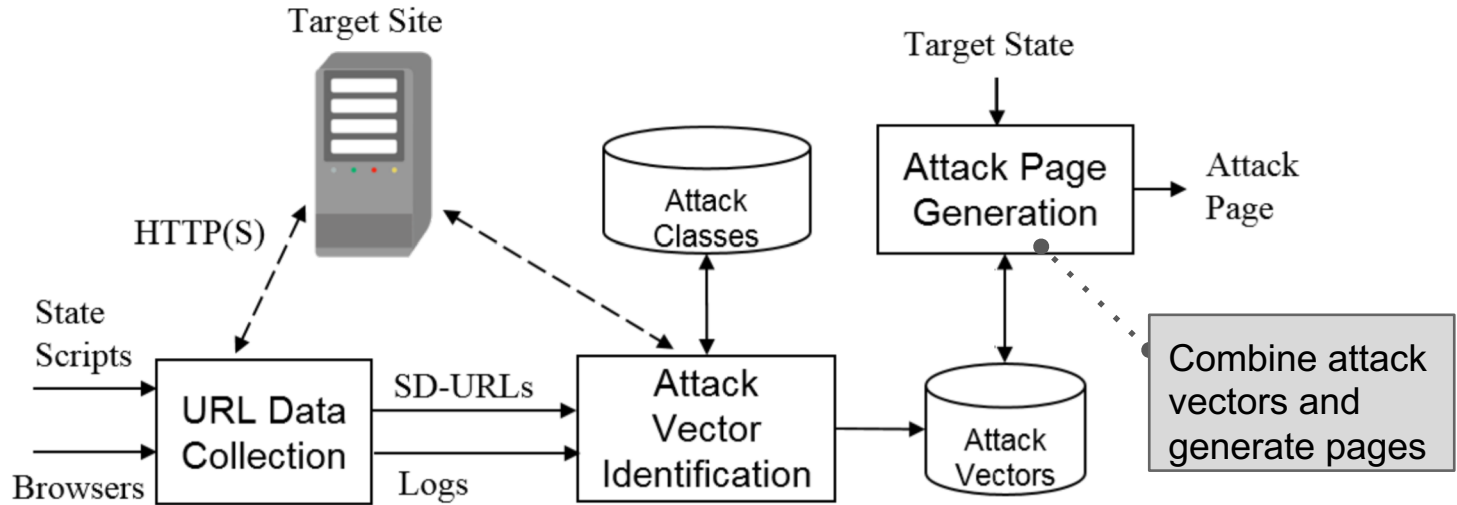 Target Site
Target State
Attack Page
Generation
Attack
Page
Attack
Classes
HTTP(S)
State
Scripts
Browsers
URL Data
Collection
SD-URLs
Logs
Attack
Vector
Identification
Attack
Vectors
Combine attack
vectors and
generate pages